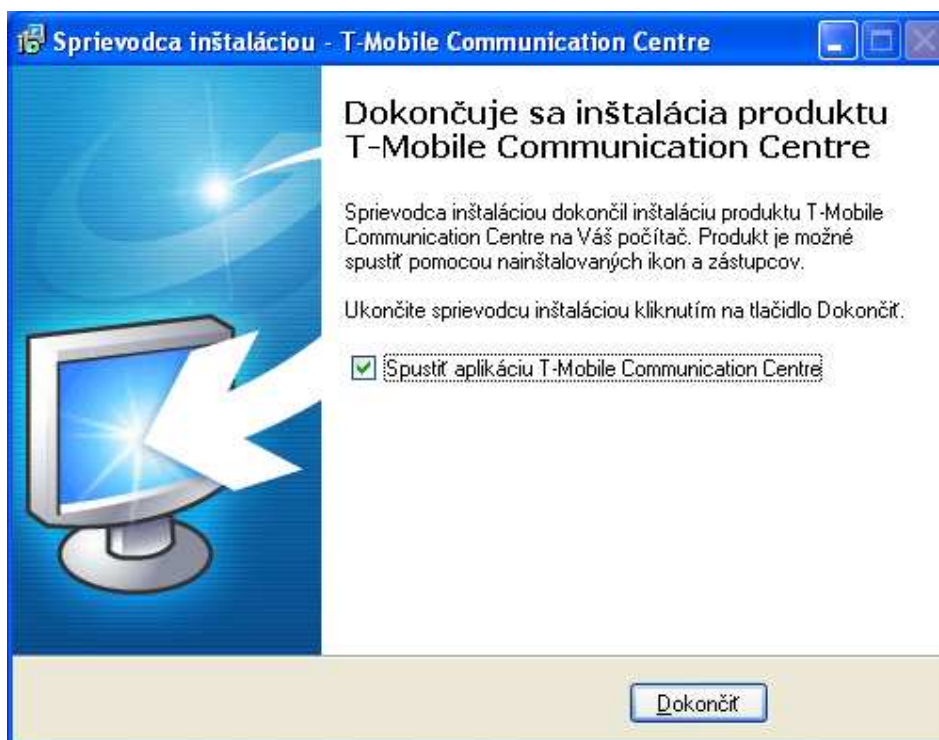 Sprievodca inštaláciou - T-Mobile Communication Centre
Dokončuje sa inštalácia produktu
T-Mobile Communication Centre
Sprievodca inštaláciou dokončil inštaláciu produktu T-Mobile
Communication Centre na Váš počítač. Produkt je možné
spustiť pomocou nainštalovaných ikon a zástupcov.
Ukončite sprievodcu inštaláciou kliknutím na tlačidlo Dokončiť.
Spustiť aplikáciu T-Mobile Communication Centre
Dokončiť